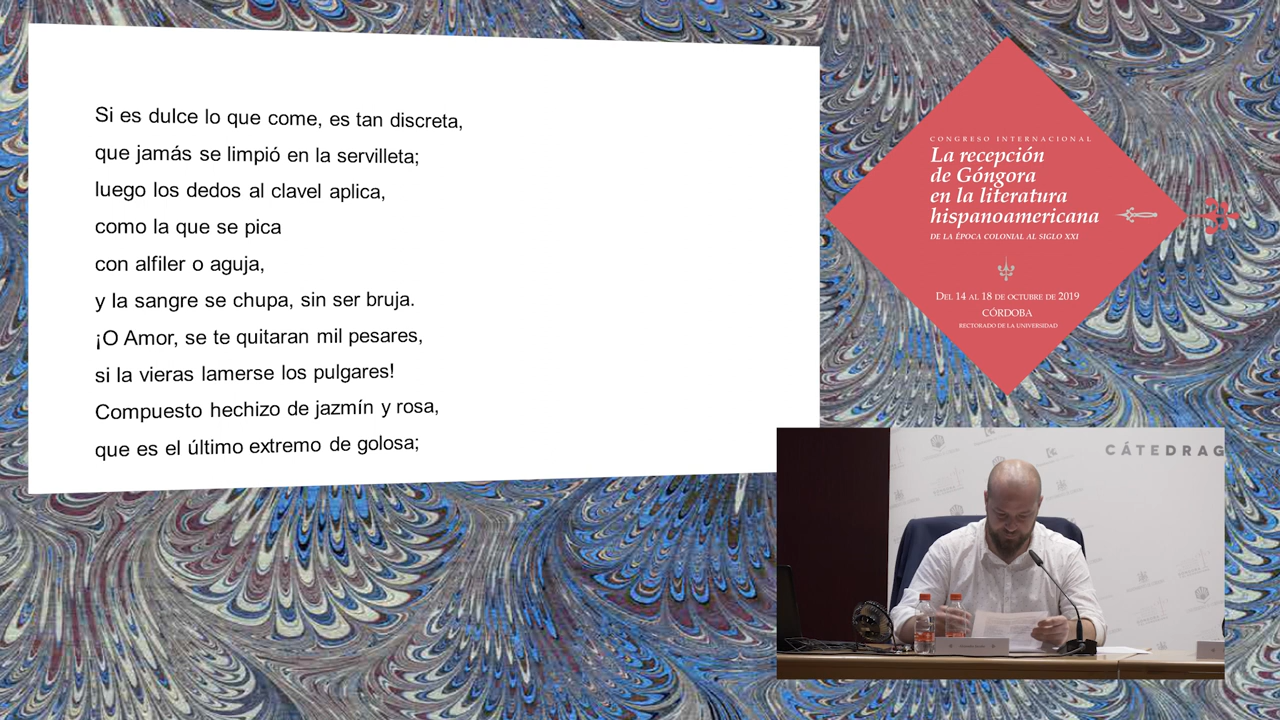 Si es dulce lo que come, es tan discreta,
que jamás se limpió en la servilleta;
luego los dedos al clavel aplica,
como la que se pica
con alfiler o aguja,
y la sangre se chupa, sin ser bruja.
¡O Amor, se te quitaran mil pesares,
si la vieras lamerse los pulgares!
Compuesto hechizo de jazmín y rosa,
que es el último extremo de golosa;
CONGRESO INTERNACIONAL
La recepción
de Góngora
en la literatura
hispanoamericana
DE LA ÉPOCA COLONIAL AL SIGLO XXI
DEL 14 AL 18 DE OCTUBRE DE 2019
CÓRDOBA
RECTORADO DE LA UNIVERSIDAD
CÁTEDRAG